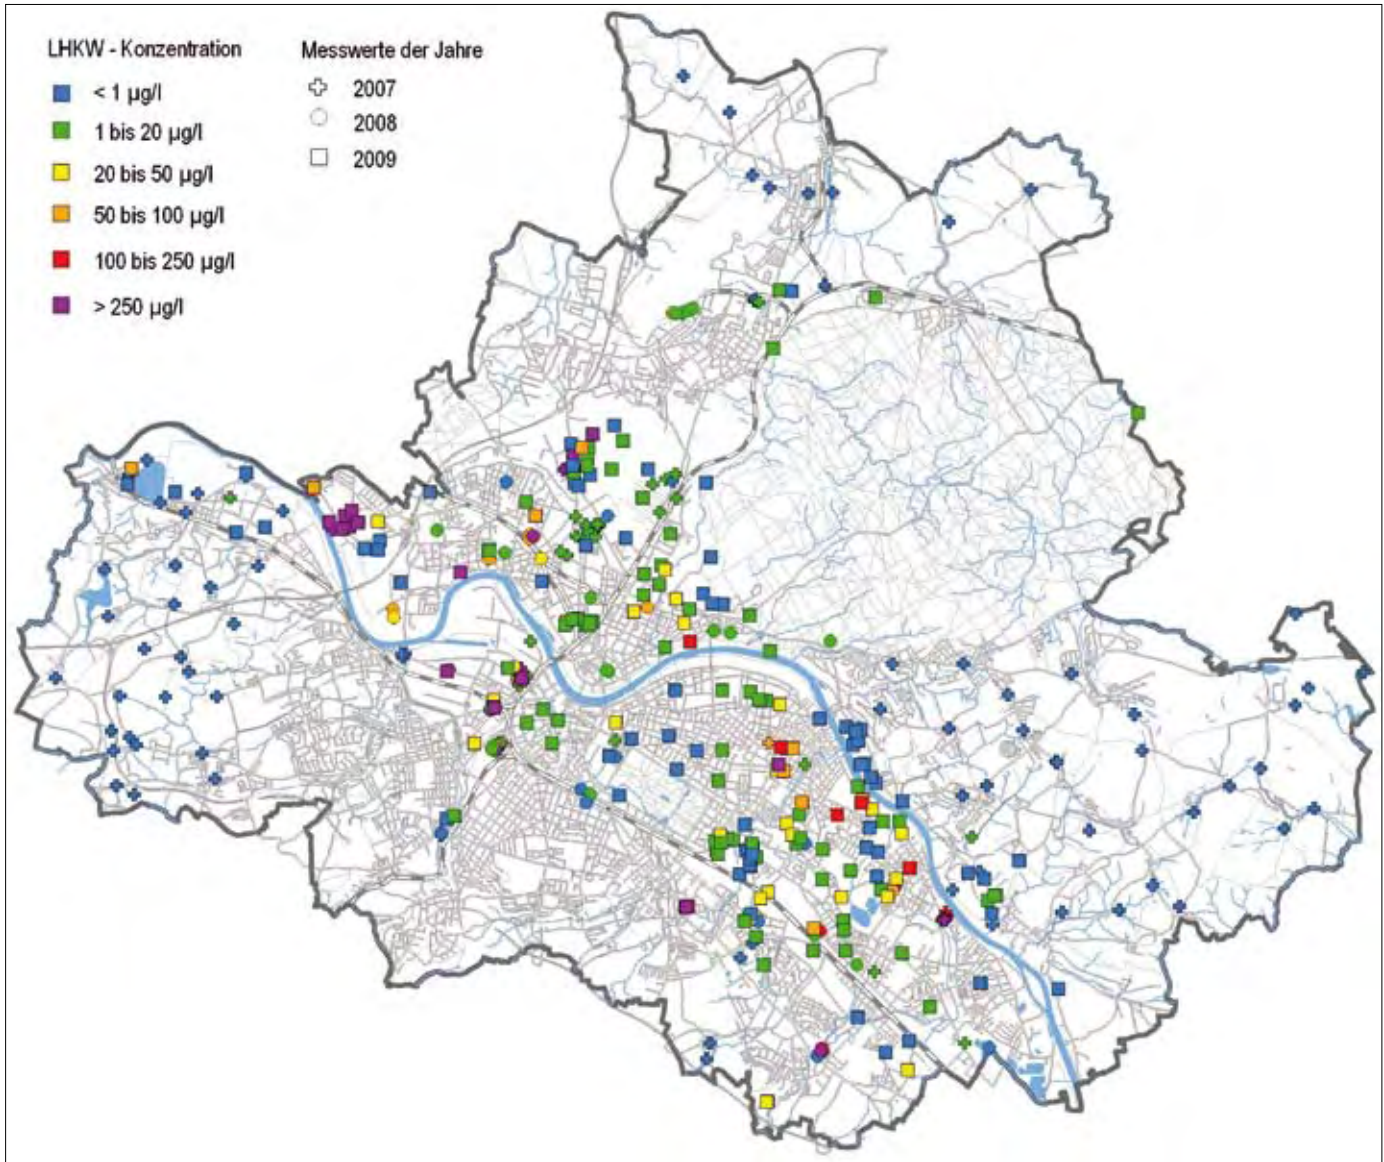 LHKW - Konzentration
< 1 µg/l
1 bis 20 µg/l
20 bis 50 µg/l
50 bis 100 µg/l
100 bis 250 µg/l
> 250 µg/l
Messwerte der Jahre
2007
2008
2009